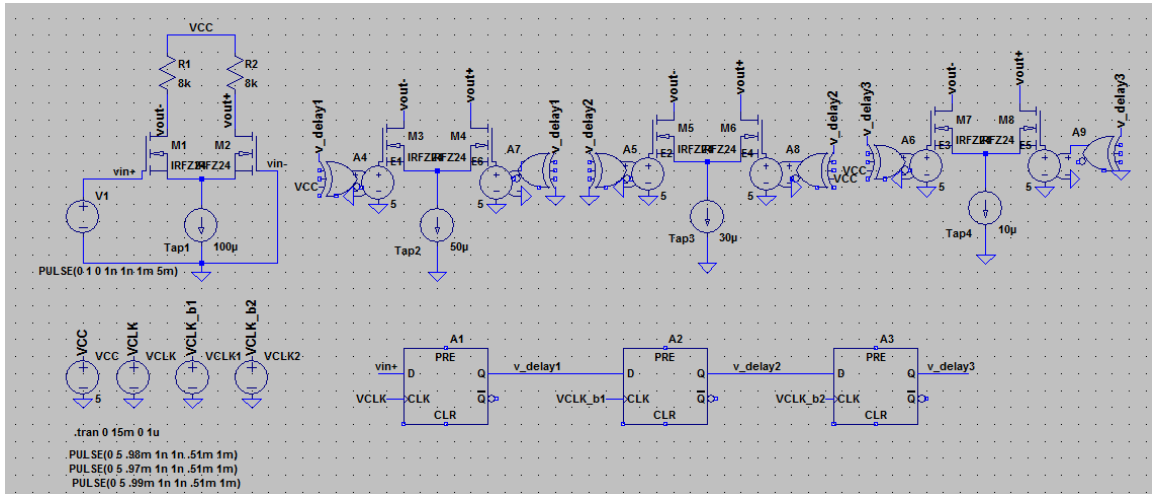 VCC
R1
R2
8k
8k
vout-
vout+
M1
M2
IRFZ24
IRFZ24
vin+
vin-
V1
Tap1
100µ
PULSE(0 1 0 1n 1n 1m 5m)
v_delay1
vout-
vout+
v_delay1
A4
M3
M4
A7
E1
IRFZ24
IRFZ24
E6
VCC
5
5
Tap2
50µ
v_delay2
vout-
vout+
v_delay2
A5
M5
M6
A8
E2
IRFZ24
IRFZ24
E4
VCC
5
5
Tap3
30µ
v_delay3
vout-
vout+
v_delay3
A6
M7
M8
A9
E3
IRFZ24
IRFZ24
E5
VCC
5
5
Tap4
10µ
VCC
VCLK
VCLK_b1
VCLK_b2
VCC
VCLK
VCLK1
VCLK2
5
A1
PRE
vin+
D
Q
v_delay1
VCLK
CLK
Q
CLR
A2
PRE
D
Q
v_delay2
VCLK_b1
CLK
Q
CLR
A3
PRE
D
Q
v_delay3
VCLK_b2
CLK
Q
CLR
.tran 0 15m 0 1u
PULSE(0 5 .98m 1n 1n .51m 1m)
PULSE(0 5 .97m 1n 1n .51m 1m)
PULSE(0 5 .99m 1n 1n .51m 1m)